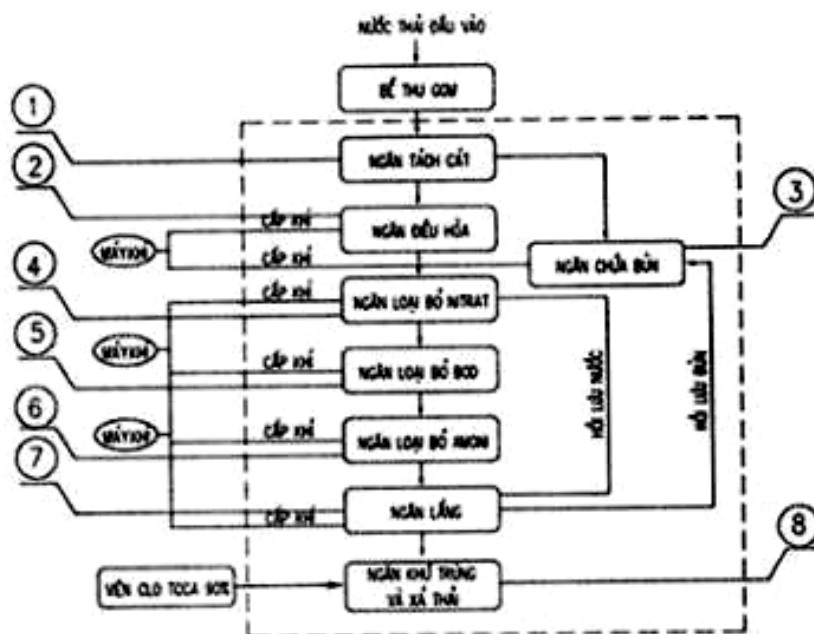 NƯỚC THẢI ĐẦU VÀO
BỂ THU GOM
1
NGĂN TÁCH CÁT
2
3
CẤP KHÍ
NGĂN ĐIỀU HÒA
MÁY KHÍ
CẤP KHÍ
NGĂN CHỨA BÙN
4
CẤP KHÍ
NGĂN LOẠI BỎ NITRAT
5
MÁY KHÍ
CẤP KHÍ
NGĂN LOẠI BỎ BOD
HỒI LƯU NƯỚC
HỒI LƯU BÙN
6
MÁY KHÍ
CẤP KHÍ
NGĂN LOẠI BỎ AMONI
7
CẤP KHÍ
NGĂN LẮNG
8
VIÊN CLO TCCA 90%
NGĂN KHỬ TRÙNG
VÀ XẢ THẢI